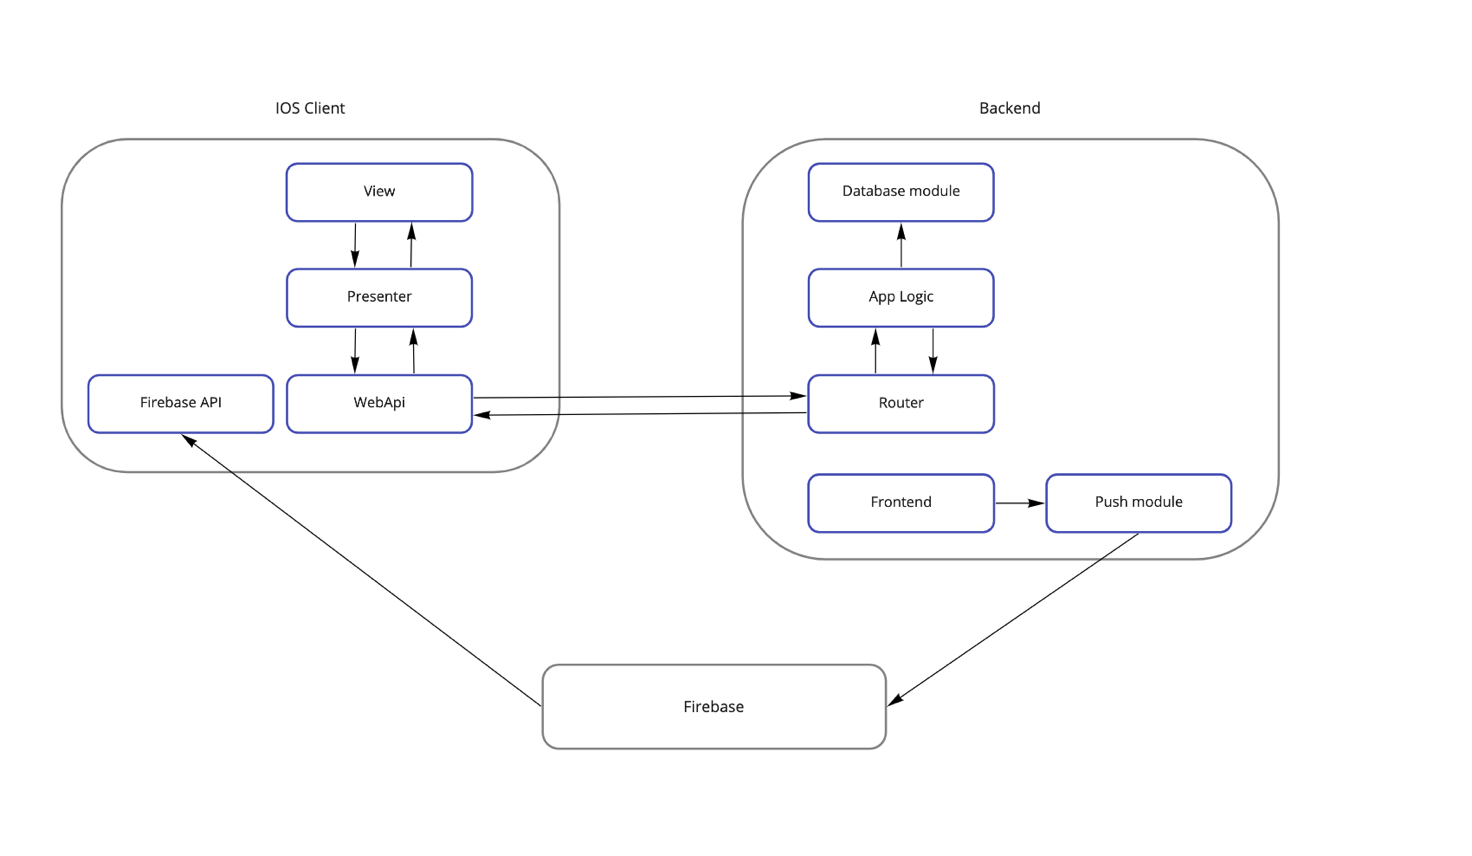 IOS Client
Backend
View
Database module
Presenter
App Logic
Firebase API
WebApi
Router
Frontend
Push module
Firebase